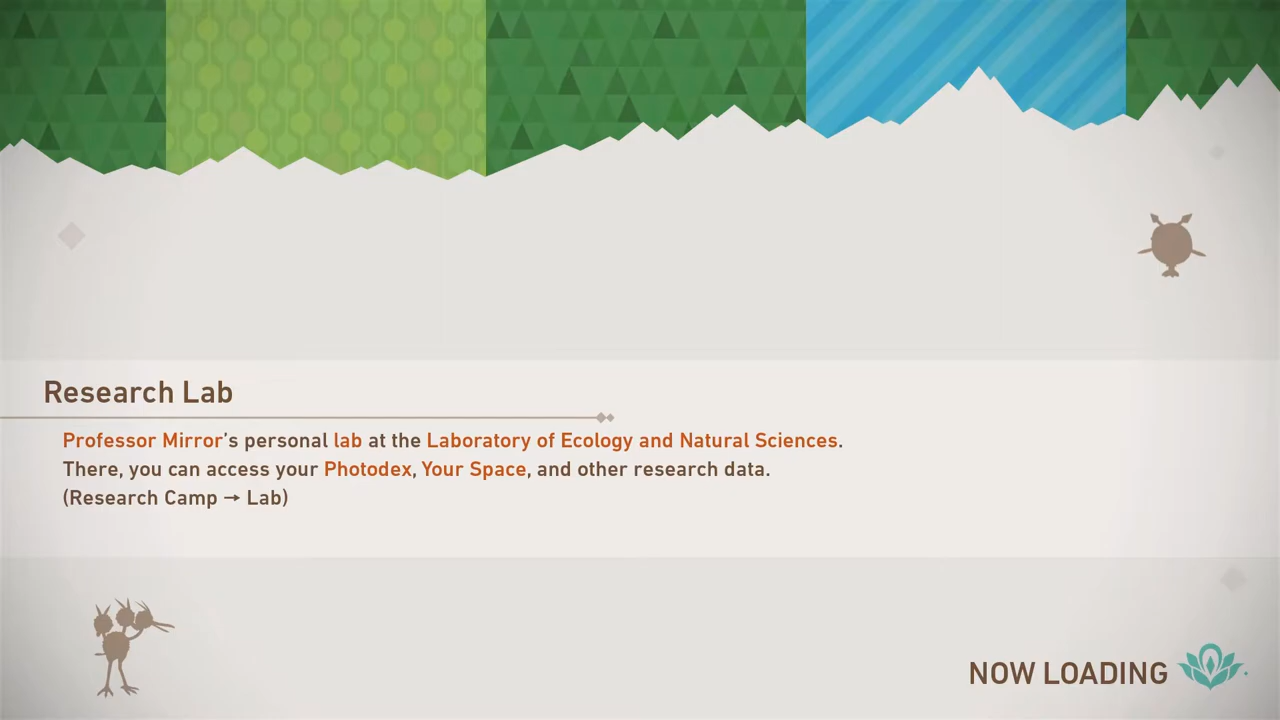 Research Lab
Professor Mirror's personal lab at the Laboratory of Ecology and Natural Sciences.
There, you can access your Photodex, Your Space, and other research data.
(Research Camp → Lab)
NOW LOADING